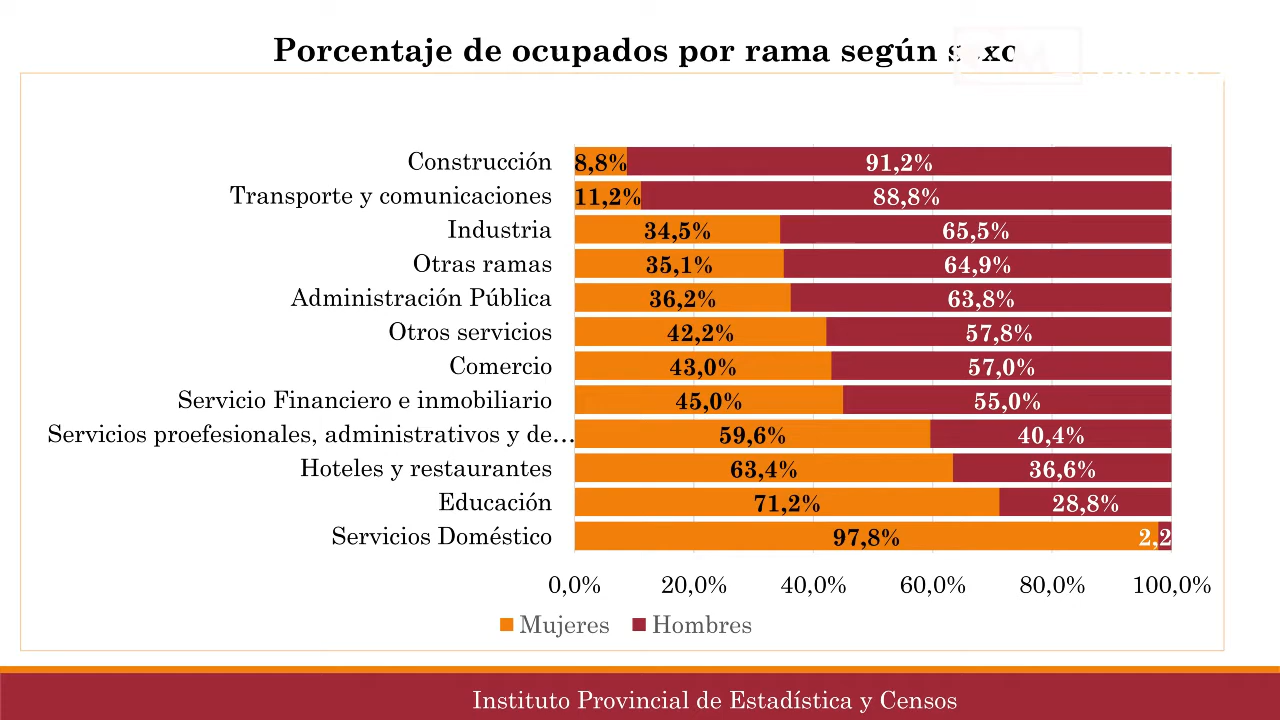 Porcentaje de ocupados por rama según
Construcción 8,8% 91,2%
Transporte y comunicaciones 11,2% 88,8%
Industria 34,5% 65,5%
Otras ramas 35,1% 64,9%
Administración Pública 36,2% 63,8%
Otros servicios 42,2% 57,8%
Comercio 43,0% 57,0%
Servicio Financiero e inmobiliario 45,0% 55,0%
Servicios proefesionales, administrativos y de… 59,6% 40,4%
Hoteles y restaurantes 63,4% 36,6%
Educación 71,2% 28,8%
Servicios Doméstico 97,8% 2,2
0,0% 20,0% 40,0% 60,0% 80,0% 100,0%
Mujeres Hombres
Instituto Provincial de Estadística y Censos